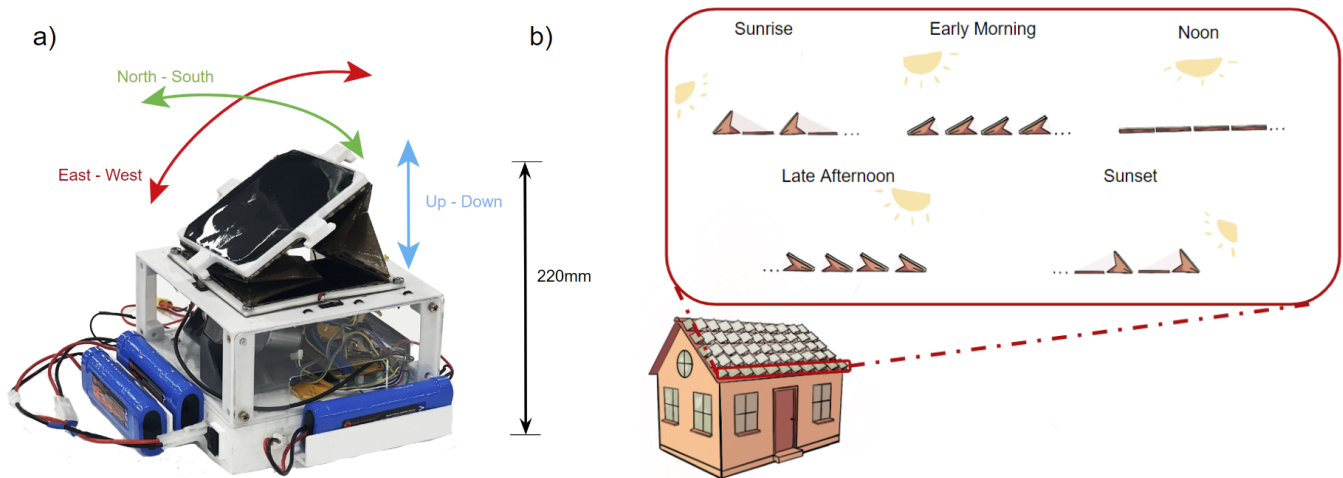 a)
North - South
East - West
Up - Down
220mm
b)
Sunrise
Early Morning
Noon
...
...
...
Late Afternoon
Sunset
...
...